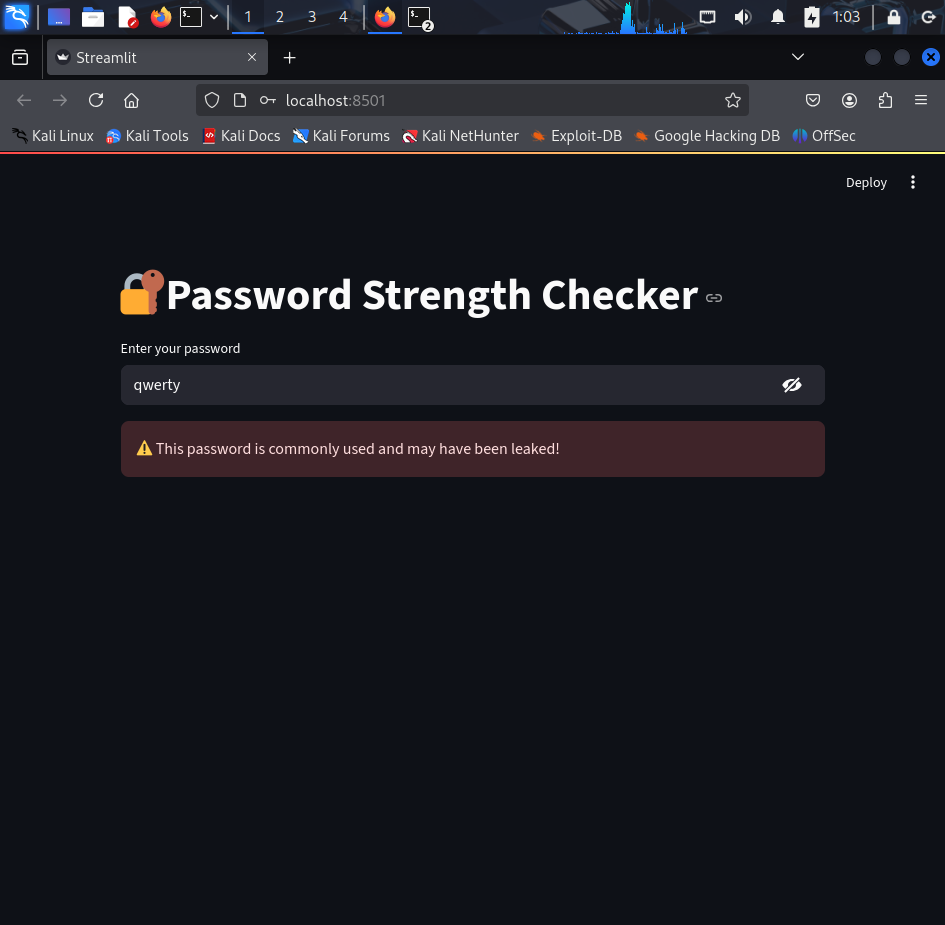 1 2 3 4 2 1:03
Streamlit
localhost:8501
Kali Linux Kali Tools Kali Docs Kali Forums Kali NetHunter Exploit-DB Google Hacking DB OffSec
Deploy
Password Strength Checker
Enter your password
qwerty
This password is commonly used and may have been leaked!